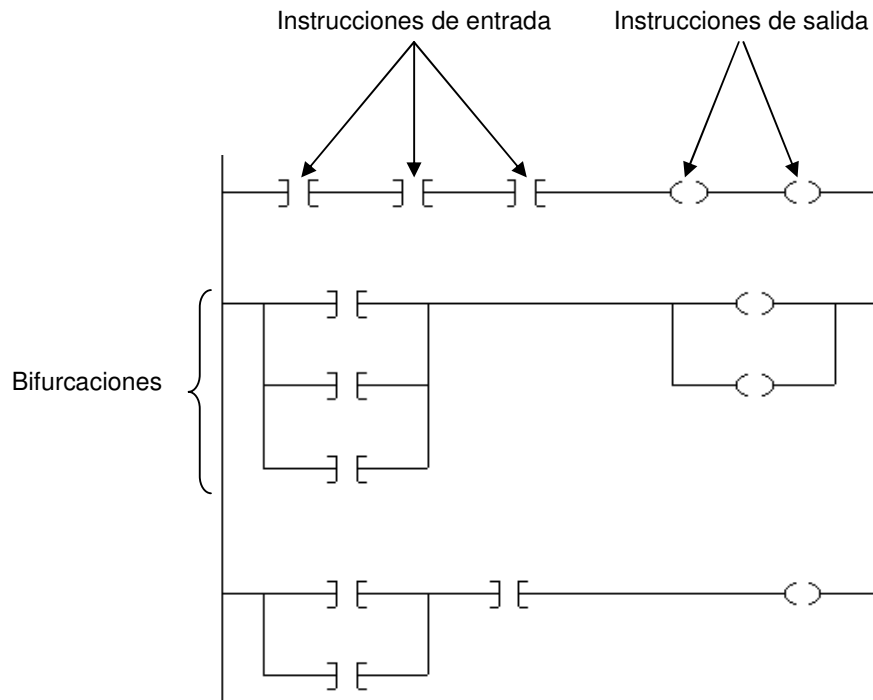 Instrucciones de entrada
Instrucciones de salida
Bifurcaciones